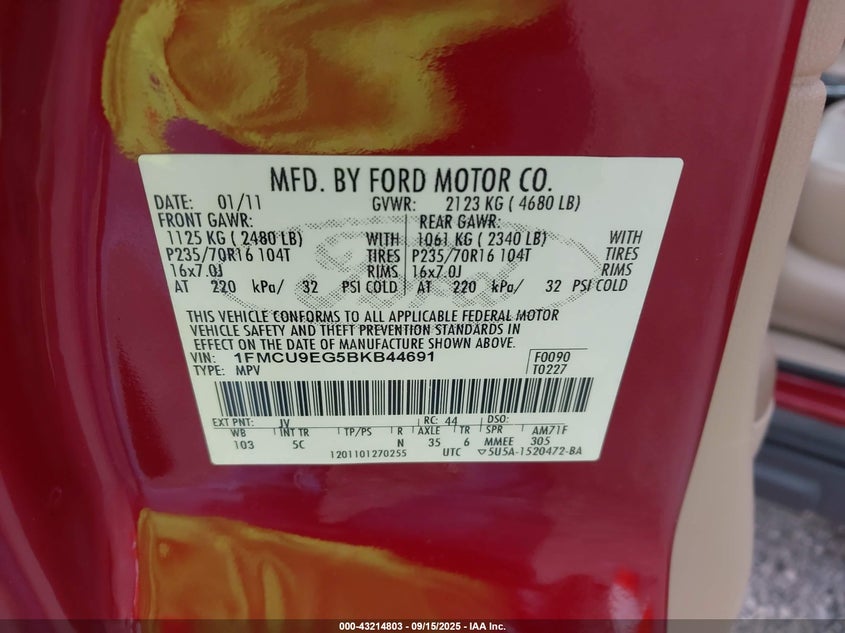 MFD. BY FORD MOTOR CO.
DATE: 01/11 GVWR: 2123 KG ( 4680 LB)
FRONT GAWR: REAR GAWR:
1125 KG ( 2480 LB) WITH 1061 KG ( 2340 LB) WITH
P235/70R16 104T TIRES P235/70R16 104T TIRES
16x7.0J RIMS 16x7.0J RIMS
AT 220 kPa/ 32 PSI COLD AT 220 kPa/ 32 PSI COLD
Ford
THIS VEHICLE CONFORMS TO ALL APPLICABLE FEDERAL MOTOR
VEHICLE SAFETY AND THEFT PREVENTION STANDARDS IN
EFFECT ON THE DATE OF MANUFACTURE SHOWN ABOVE.
VIN: 1FMCU9EG5BKB44691 F0090
TYPE: MPV T0227
EXT PNT: JV RC: 44 DSO:
WB INT TR TP/PS R AXLE TR SPR AM71F
103 5C N 35 6 MMEE 305
1201101270255 UTC ▽5U5A-1520472-BA
000-43214803 - 09/15/2025 - IAA Inc.